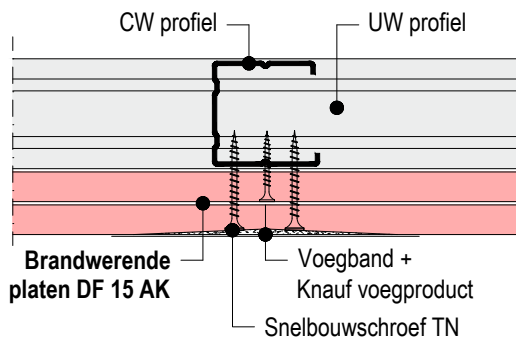 CW profiel
UW profiel
Brandwerende
platen DF 15 AK
Voegband +
Knauf voegproduct
Snelbouwschroef TN